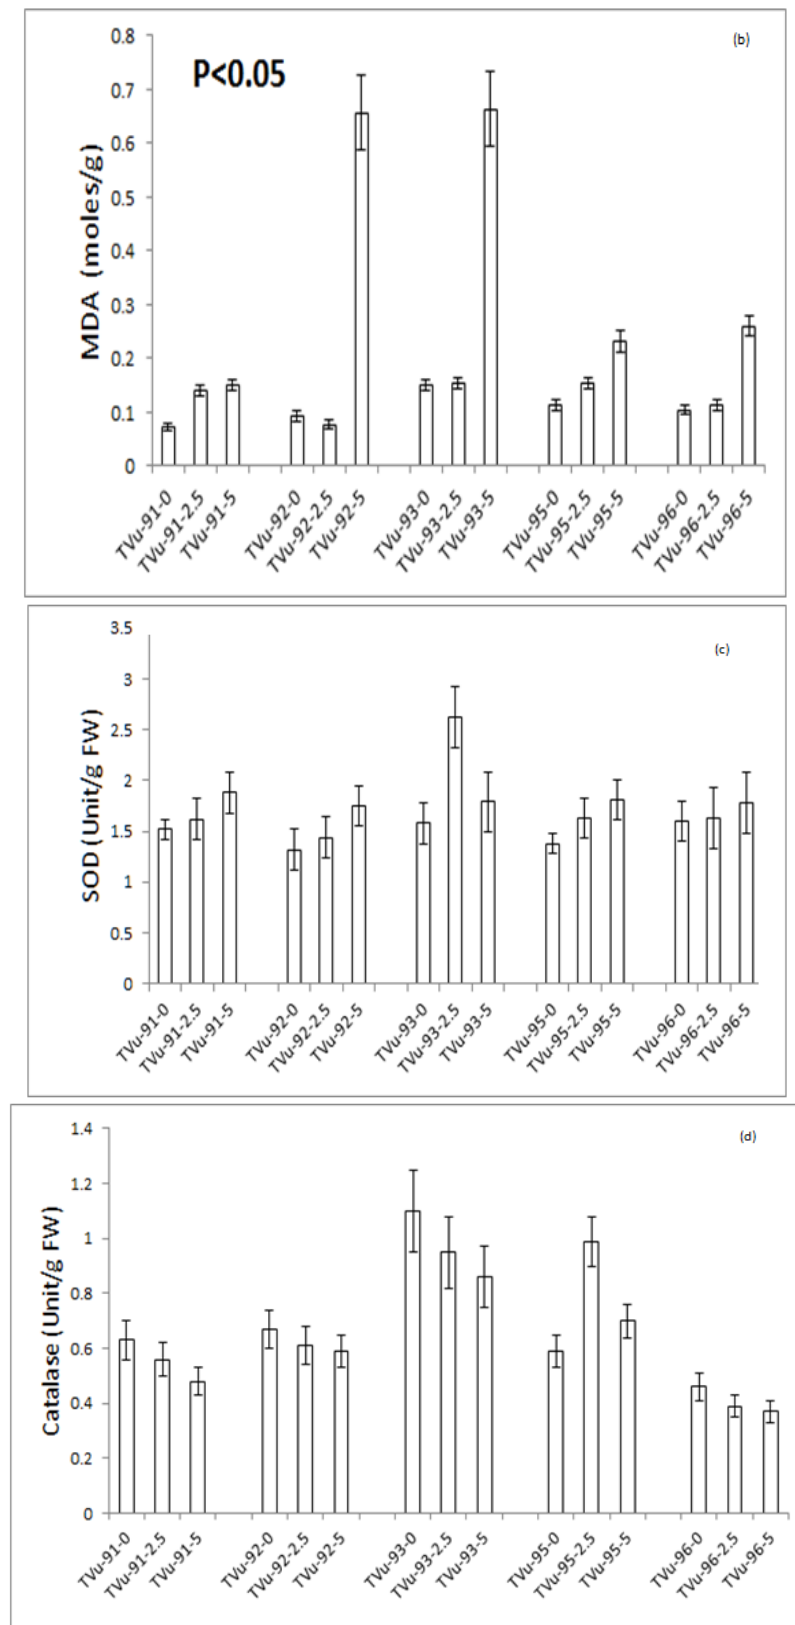 (b)
P<0.05
MDA (moles/g)
0.8
0.7
0.6
0.5
0.4
0.3
0.2
0.1
0
TVu-91-0
TVu-91-2.5
TVu-91-5
TVu-92-0
TVu-92-2.5
TVu-92-5
TVu-93-0
TVu-93-2.5
TVu-93-5
TVu-95-0
TVu-95-2.5
TVu-95-5
TVu-96-0
TVu-96-2.5
TVu-96-5
(c)
SOD (Unit/g FW)
3.5
3
2.5
2
1.5
1
0.5
0
TVu-91-0
TVu-91-2.5
TVu-91-5
TVu-92-0
TVu-92-2.5
TVu-92-5
TVu-93-0
TVu-93-2.5
TVu-93-5
TVu-95-0
TVu-95-2.5
TVu-95-5
TVu-96-0
TVu-96-2.5
TVu-96-5
(d)
Catalase (Unit/g FW)
1.4
1.2
1
0.8
0.6
0.4
0.2
0
TVu-91-0
TVu-91-2.5
TVu-91-5
TVu-92-0
TVu-92-2.5
TVu-92-5
TVu-93-0
TVu-93-2.5
TVu-93-5
TVu-95-0
TVu-95-2.5
TVu-95-5
TVu-96-0
TVu-96-2.5
TVu-96-5